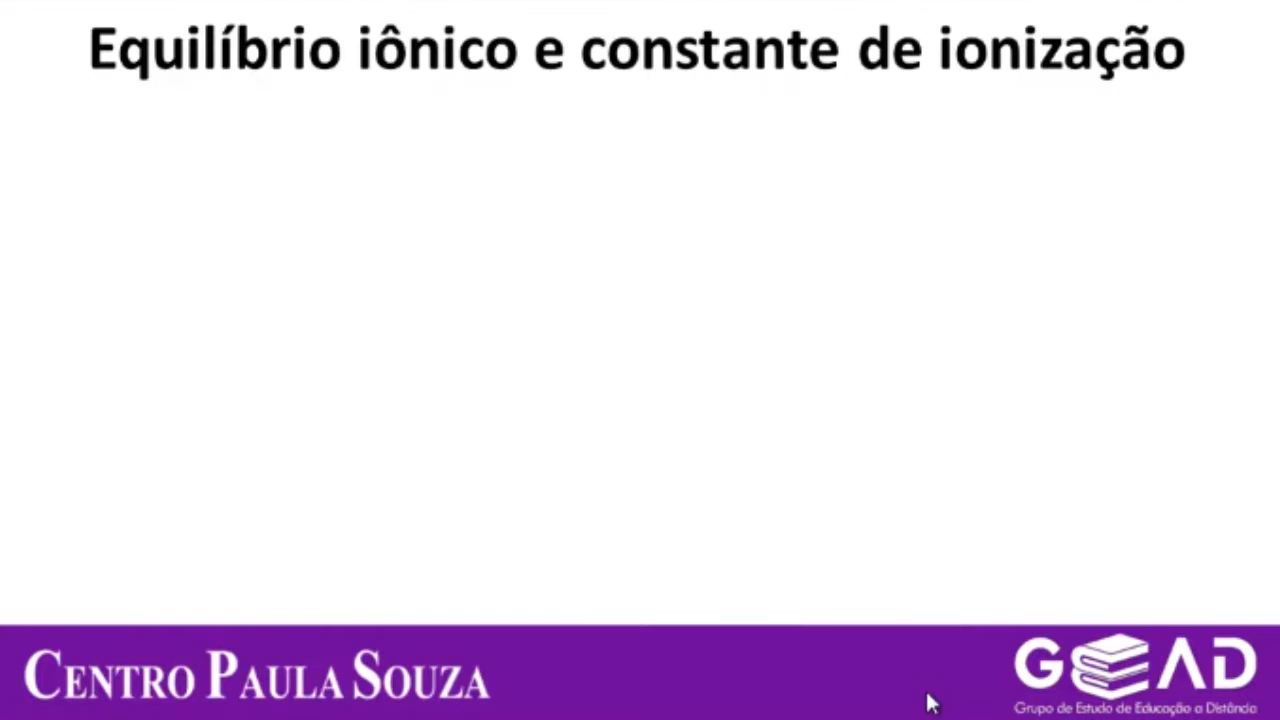 Equilíbrio iônico e constante de ionização
CENTRO PAULA SOUZA
GEAD
Grupo de Estudo de Educação a Distância